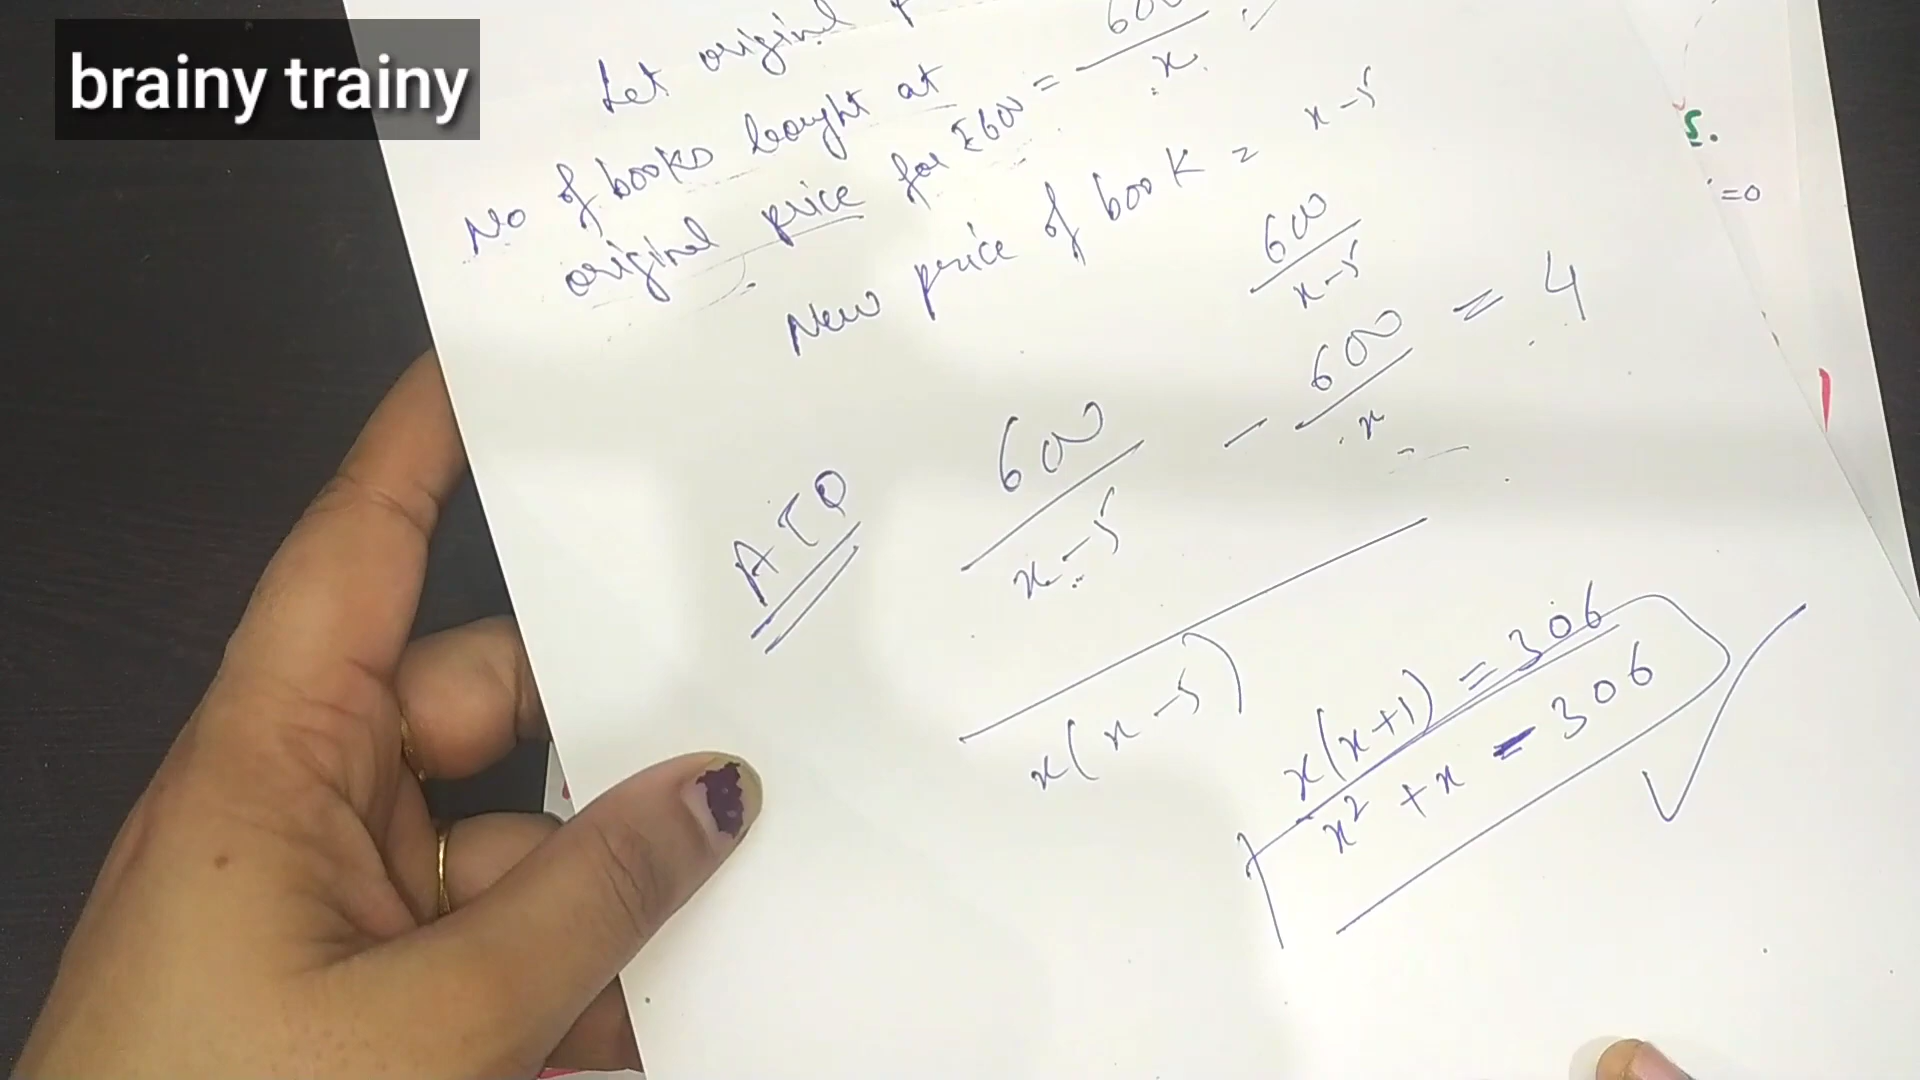 brainy trainy
Let original
600/x
No of books bought at
original price for ₹600 =
New price of book = x-5
600/(x-5)
ATQ 600/(x-5) - 600/x = 4
x(x-5)
x(x+1) = 306
x² + x - 306
5.
=0